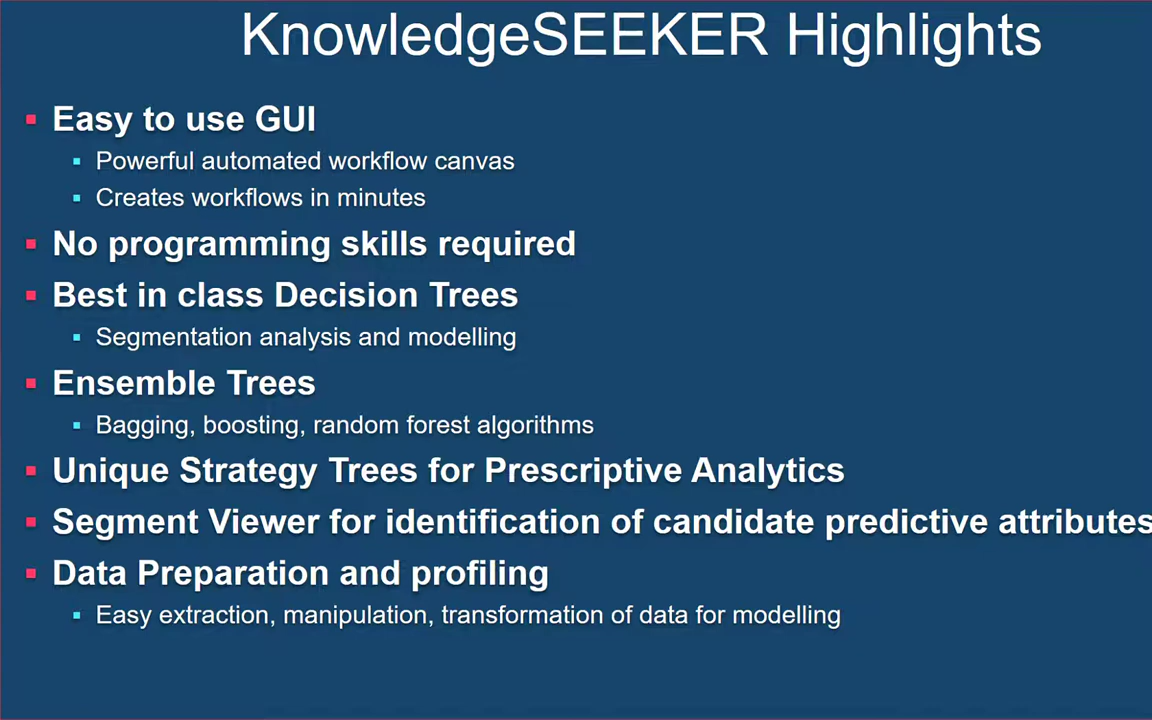 KnowledgeSEEKER Highlights
Easy to use GUI
Powerful automated workflow canvas
Creates workflows in minutes
No programming skills required
Best in class Decision Trees
Segmentation analysis and modelling
Ensemble Trees
Bagging, boosting, random forest algorithms
Unique Strategy Trees for Prescriptive Analytics
Segment Viewer for identification of candidate predictive attributes
Data Preparation and profiling
Easy extraction, manipulation, transformation of data for modelling